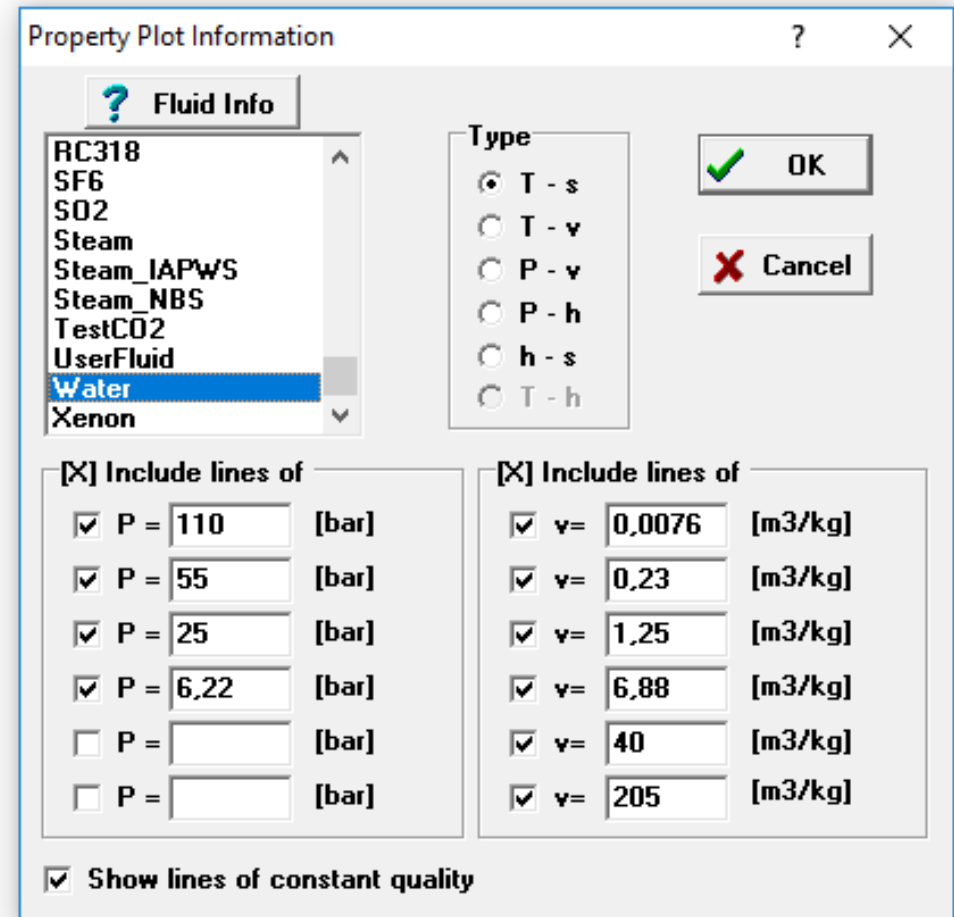 Property Plot Information
? Fluid Info
RC318
SF6
SO2
Steam
Steam_IAPWS
Steam_NBS
TestCO2
UserFluid
Water
Xenon
Type
T - s
T - v
P - v
P - h
h - s
T - h
OK
Cancel
[X] Include lines of
P = 110 [bar]
P = 55 [bar]
P = 25 [bar]
P = 6,22 [bar]
P = [bar]
P = [bar]
[X] Include lines of
v= 0,0076 [m3/kg]
v= 0,23 [m3/kg]
v= 1,25 [m3/kg]
v= 6,88 [m3/kg]
v= 40 [m3/kg]
v= 205 [m3/kg]
Show lines of constant quality